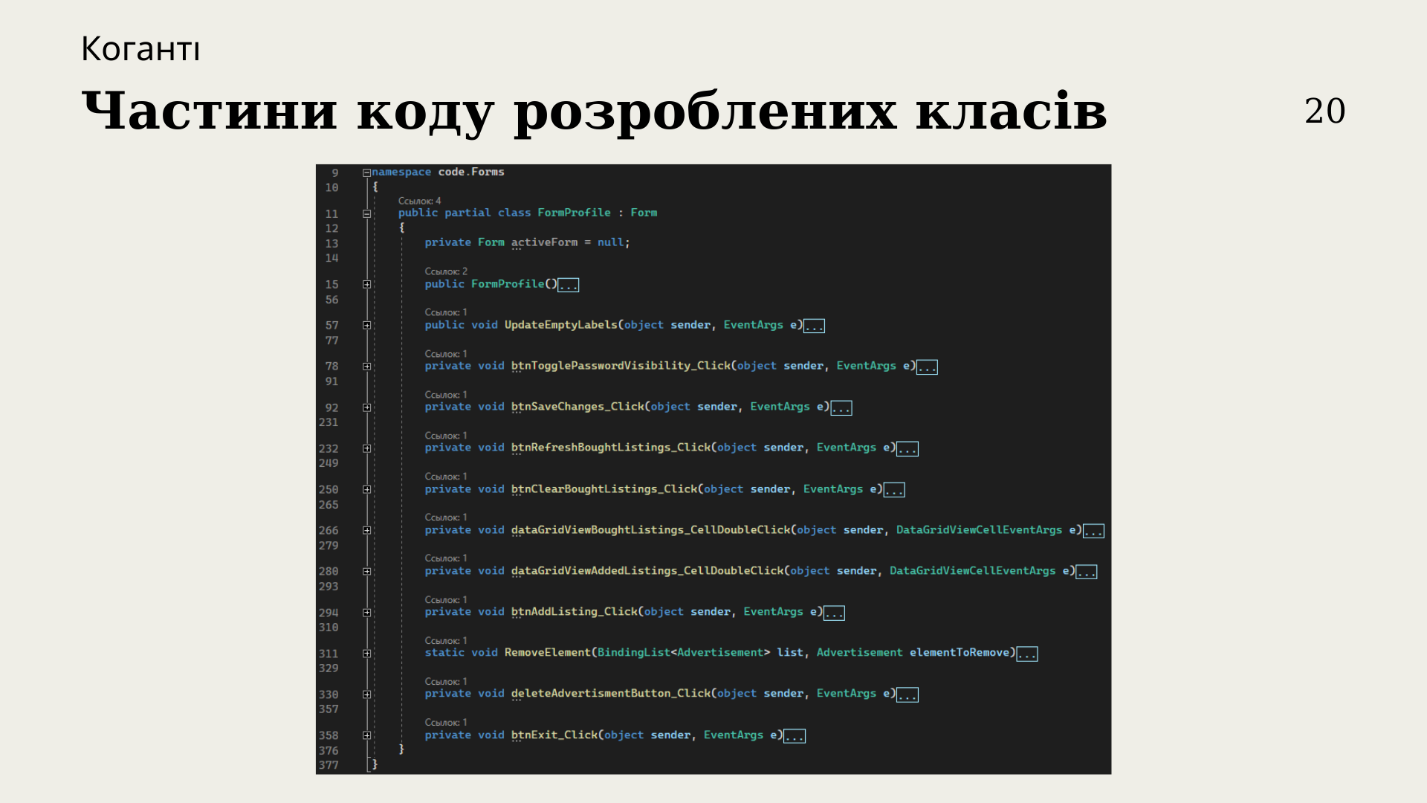 Коганті
Частини коду розроблених класів
20
9 namespace code.Forms
10 {
Ссылок: 4
11 public partial class FormProfile : Form
12 {
13 private Form activeForm = null;
14
Ссылок: 2
15 public FormProfile()...
56
Ссылок: 1
57 public void UpdateEmptyLabels(object sender, EventArgs e)...
77
Ссылок: 1
78 private void btnTogglePasswordVisibility_Click(object sender, EventArgs e)...
91
Ссылок: 1
92 private void btnSaveChanges_Click(object sender, EventArgs e)...
231
Ссылок: 1
232 private void btnRefreshBoughtListings_Click(object sender, EventArgs e)...
249
Ссылок: 1
250 private void btnClearBoughtListings_Click(object sender, EventArgs e)...
265
Ссылок: 1
266 private void dataGridViewBoughtListings_CellDoubleClick(object sender, DataGridViewCellEventArgs e)...
279
Ссылок: 1
280 private void dataGridViewAddedListings_CellDoubleClick(object sender, DataGridViewCellEventArgs e)...
293
Ссылок: 1
294 private void btnAddListing_Click(object sender, EventArgs e)...
310
Ссылок: 1
311 static void RemoveElement(BindingList<Advertisement> list, Advertisement elementToRemove)...
329
Ссылок: 1
330 private void deleteAdvertismentButton_Click(object sender, EventArgs e)...
357
Ссылок: 1
358 private void btnExit_Click(object sender, EventArgs e)...
376 }
377 }